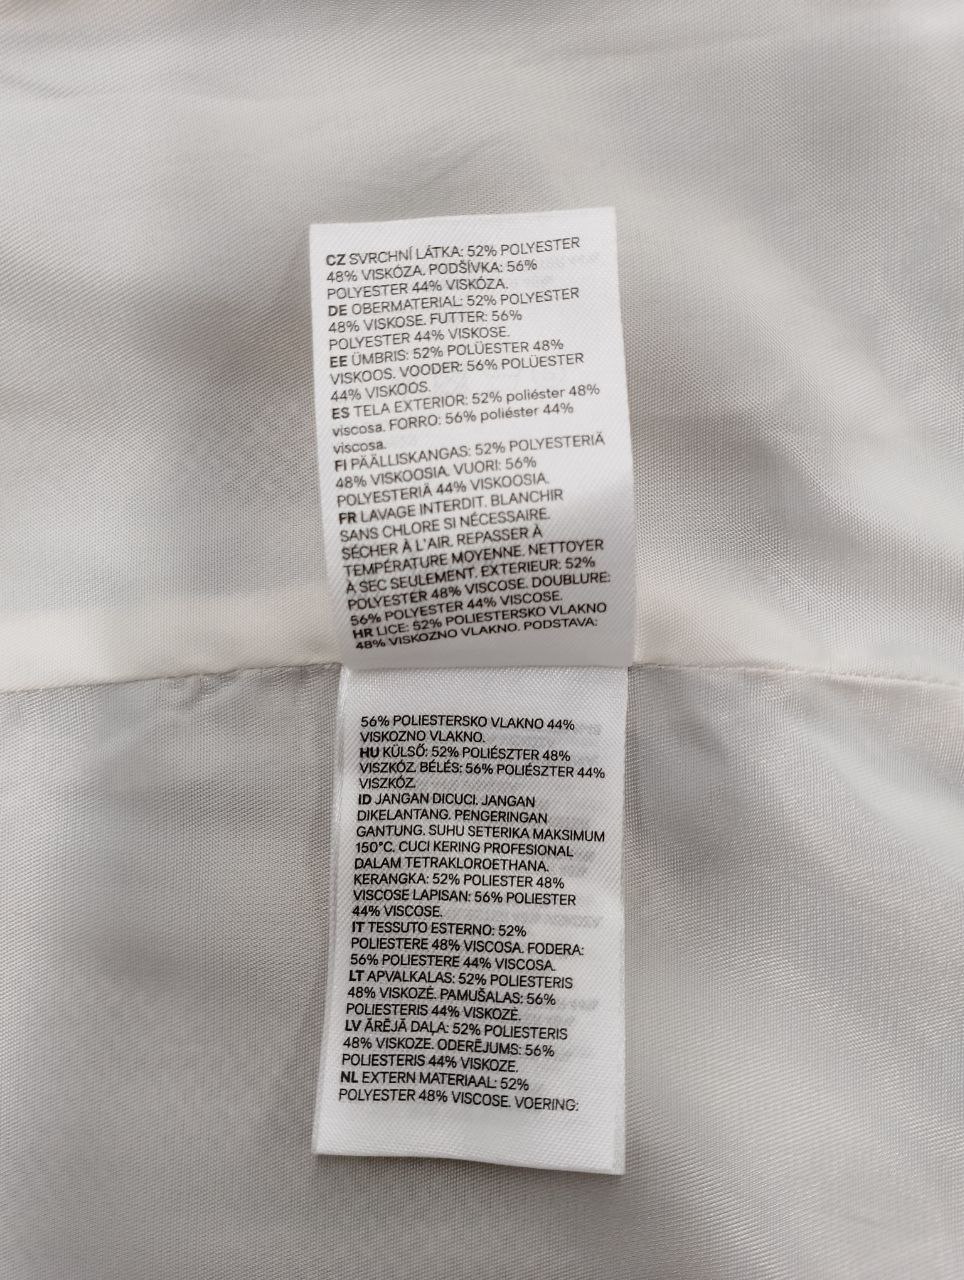 CZ SVRCHNÍ LÁTKA: 52% POLYESTER
48% VISKÓZA. PODŠÍVKA: 56%
POLYESTER 44% VISKÓZA.
DE OBERMATERIAL: 52% POLYESTER
48% VISKOSE. FUTTER: 56%
POLYESTER 44% VISKOSE.
EE ÜMBRIS: 52% POLÜESTER 48%
VISKOOS. VOODER: 56% POLÜESTER
44% VISKOOS.
ES TELA EXTERIOR: 52% poliéster 48%
viscosa. FORRO: 56% poliéster 44%
viscosa.
FI PÄÄLLISKANGAS: 52% POLYESTERIÄ
48% VISKOOSIA. VUORI: 56%
POLYESTERIÄ 44% VISKOOSIA.
FR LAVAGE INTERDIT. BLANCHIR
SANS CHLORE SI NÉCESSAIRE.
SÉCHER À L'AIR. REPASSER À
TEMPÉRATURE MOYENNE. NETTOYER
À SEC SEULEMENT. EXTERIEUR: 52%
POLYESTER 48% VISCOSE. DOUBLURE:
56% POLYESTER 44% VISCOSE.
HR LICE: 52% POLIESTERSKO VLAKNO
48% VISKOZNO VLAKNO. PODSTAVA:
56% POLIESTERSKO VLAKNO 44%
VISKOZNO VLAKNO.
HU KÜLSŐ: 52% POLIÉSZTER 48%
VISZKÓZ. BÉLÉS: 56% POLIÉSZTER 44%
VISZKÓZ.
ID JANGAN DICUCI. JANGAN
DIKELANTANG. PENGERINGAN
GANTUNG. SUHU SETERIKA MAKSIMUM
150°C. CUCI KERING PROFESIONAL
DALAM TETRAKLOROETHANA.
KERANGKA: 52% POLIESTER 48%
VISCOSE LAPISAN: 56% POLIESTER
44% VISCOSE.
IT TESSUTO ESTERNO: 52%
POLIESTERE 48% VISCOSA. FODERA:
56% POLIESTERE 44% VISCOSA.
LT APVALKALAS: 52% POLIESTERIS
48% VISKOZĖ. PAMUŠALAS: 56%
POLIESTERIS 44% VISKOZĖ.
LV ĀRĒJĀ DAĻA: 52% POLIESTERIS
48% VISKOZE. ODERĒJUMS: 56%
POLIESTERIS 44% VISKOZE.
NL EXTERN MATERIAAL: 52%
POLYESTER 48% VISCOSE. VOERING: